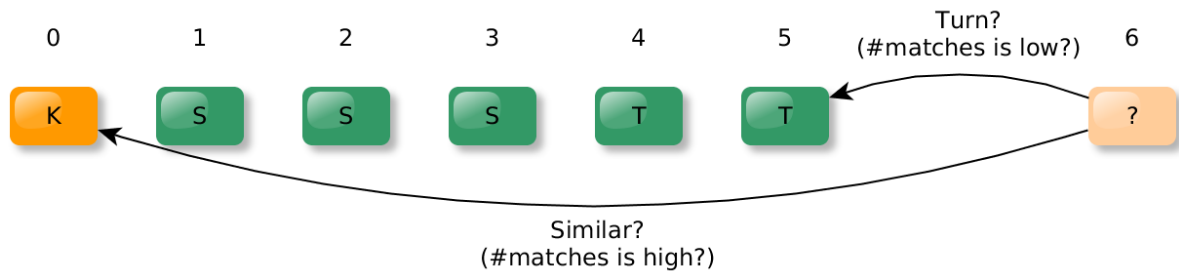 0 1 2 3 4 5 6
Turn?
(#matches is low?)
K S S S T T ?
Similar?
(#matches is high?)